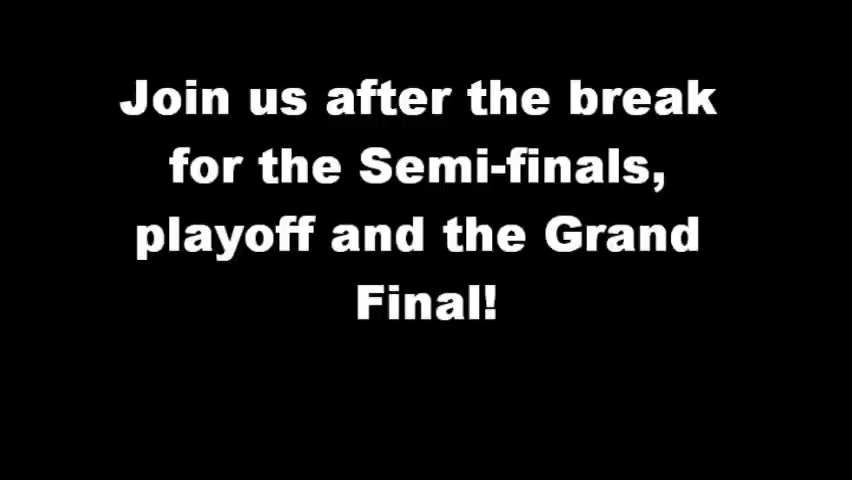 Join us after the break
for the Semi-finals,
playoff and the Grand
Final!